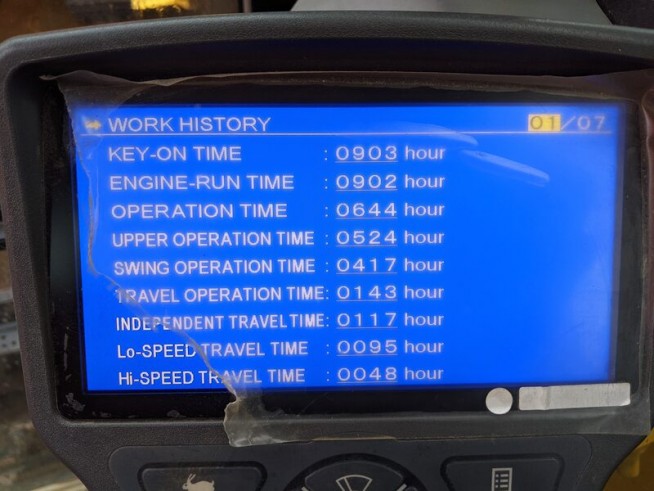 WORK HISTORY 01/07
KEY-ON TIME : 0903 hour
ENGINE-RUN TIME : 0902 hour
OPERATION TIME : 0644 hour
UPPER OPERATION TIME : 0524 hour
SWING OPERATION TIME : 0417 hour
TRAVEL OPERATION TIME: 0143 hour
INDEPENDENT TRAVELTIME: 0117 hour
Lo-SPEED TRAVEL TIME : 0095 hour
Hi-SPEED TRAVEL TIME : 0048 hour